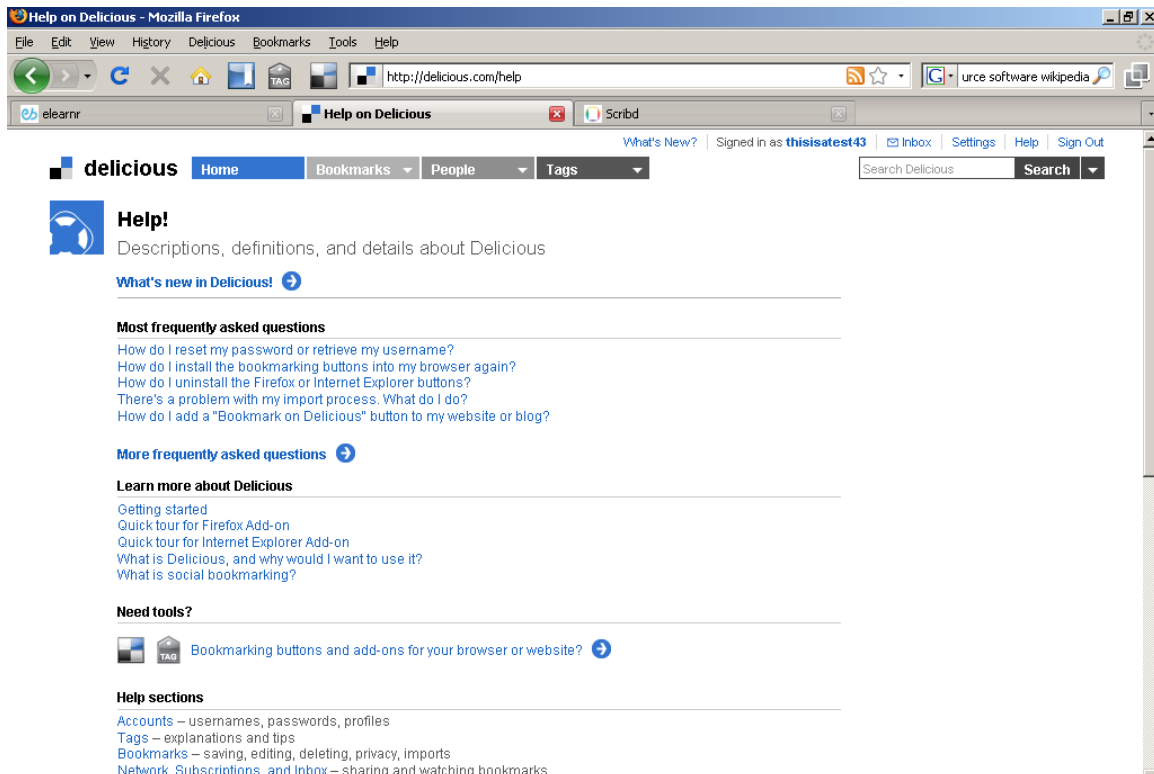 Help on Delicious - Mozilla Firefox
File Edit View History Delicious Bookmarks Tools Help
TAG http://delicious.com/help G urce software wikipedia
eb elearnr Help on Delicious Scribd
What's New? Signed in as thisisatest43 Inbox Settings Help Sign Out
delicious Home Bookmarks People Tags Search Delicious Search
Help!
Descriptions, definitions, and details about Delicious
What's new in Delicious!
Most frequently asked questions
How do I reset my password or retrieve my username?
How do I install the bookmarking buttons into my browser again?
How do I uninstall the Firefox or Internet Explorer buttons?
There's a problem with my import process. What do I do?
How do I add a "Bookmark on Delicious" button to my website or blog?
More frequently asked questions
Learn more about Delicious
Getting started
Quick tour for Firefox Add-on
Quick tour for Internet Explorer Add-on
What is Delicious, and why would I want to use it?
What is social bookmarking?
Need tools?
TAG Bookmarking buttons and add-ons for your browser or website?
Help sections
Accounts – usernames, passwords, profiles
Tags – explanations and tips
Bookmarks – saving, editing, deleting, privacy, imports
Network, Subscriptions, and Inbox – sharing and watching bookmarks